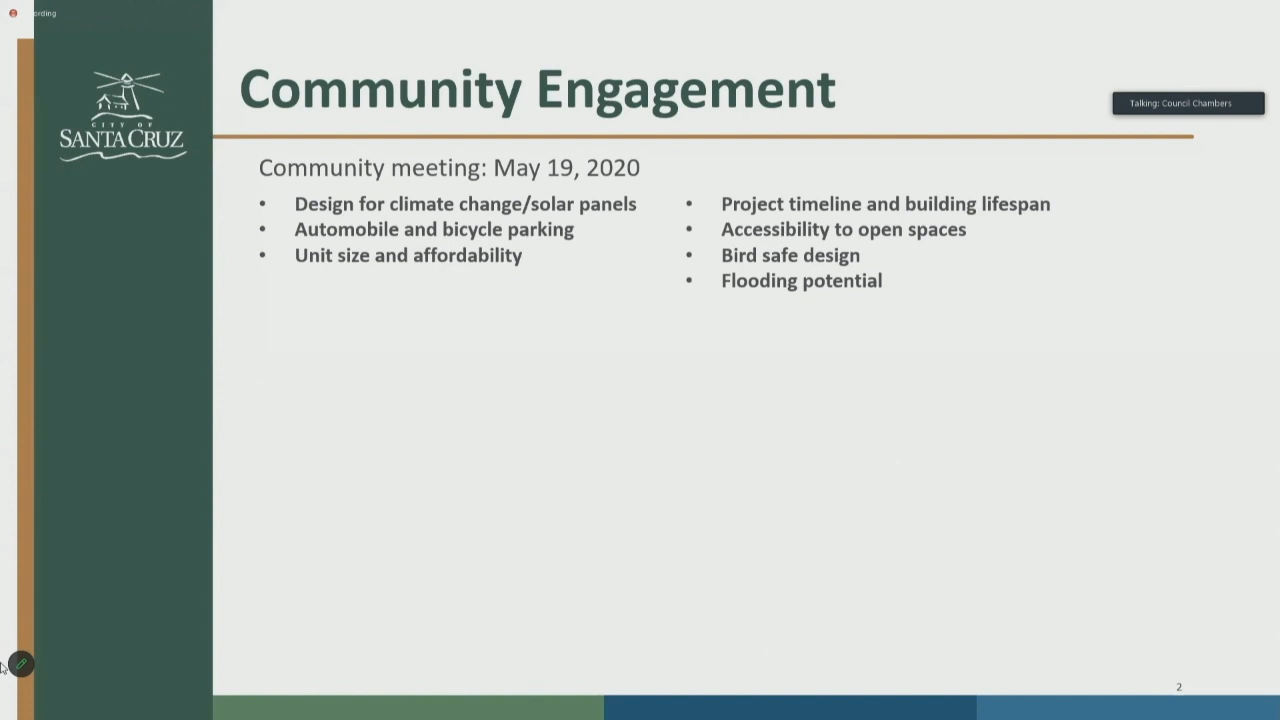 ording
CITY OF
SANTA CRUZ
Community Engagement
Talking: Council Chambers
Community meeting: May 19, 2020
• Design for climate change/solar panels
• Automobile and bicycle parking
• Unit size and affordability
• Project timeline and building lifespan
• Accessibility to open spaces
• Bird safe design
• Flooding potential
2